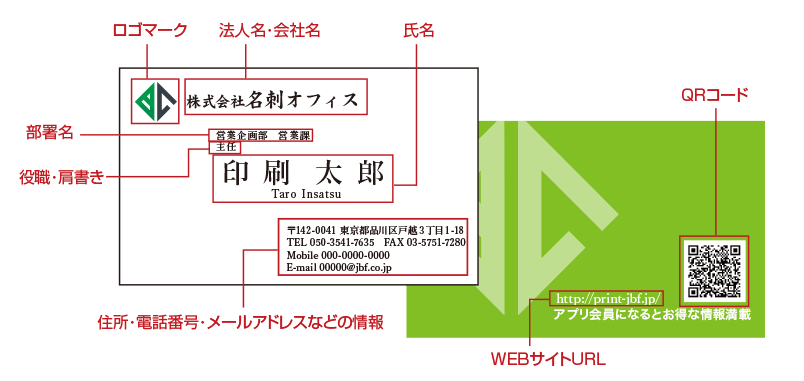 ロゴマーク
法人名・会社名
氏名
QRコード
株式会社名刺オフィス
部署名
営業企画部　営業課
主任
役職・肩書き
印刷　太郎
Taro Insatsu
〒142-0041 東京都品川区戸越3丁目1-18
TEL 050-3541-7635　FAX 03-5751-7280
Mobile 000-0000-0000
E-mail 00000@jbf.co.jp
http://print-jbf.jp/
アプリ会員になるとお得な情報満載
住所・電話番号・メールアドレスなどの情報
WEBサイトURL